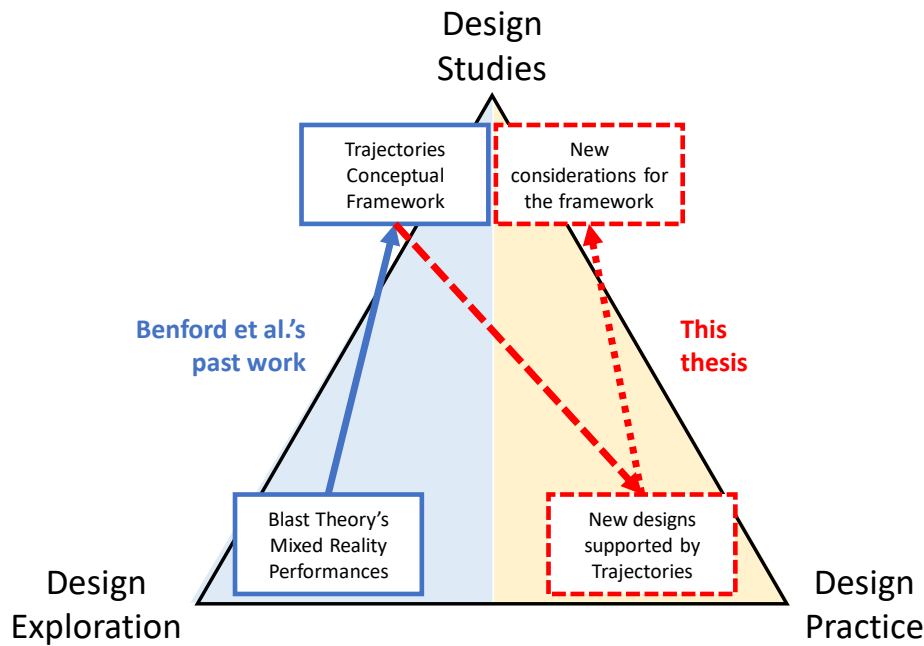 Design
Studies
Trajectories
Conceptual
Framework
New
considerations for
the framework
Benford et al.'s
past work
This
thesis
Blast Theory's
Mixed Reality
Performances
New designs
supported by
Trajectories
Design
Exploration
Design
Practice